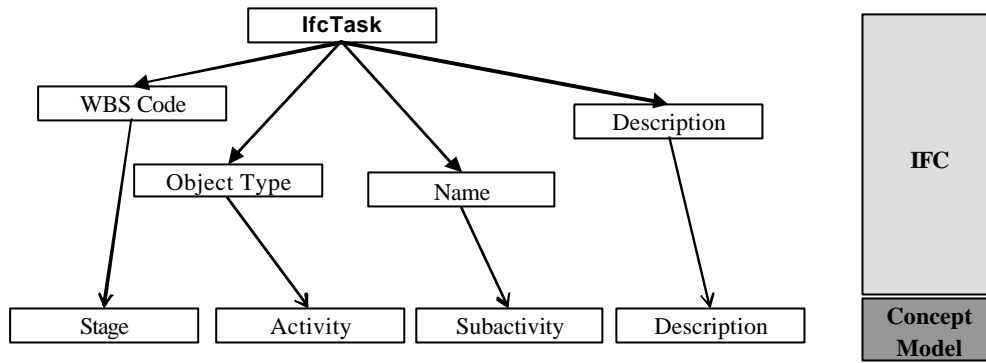 IfcTask
WBS Code
Description
Object Type
Name
IFC
Stage
Activity
Subactivity
Description
Concept
Model